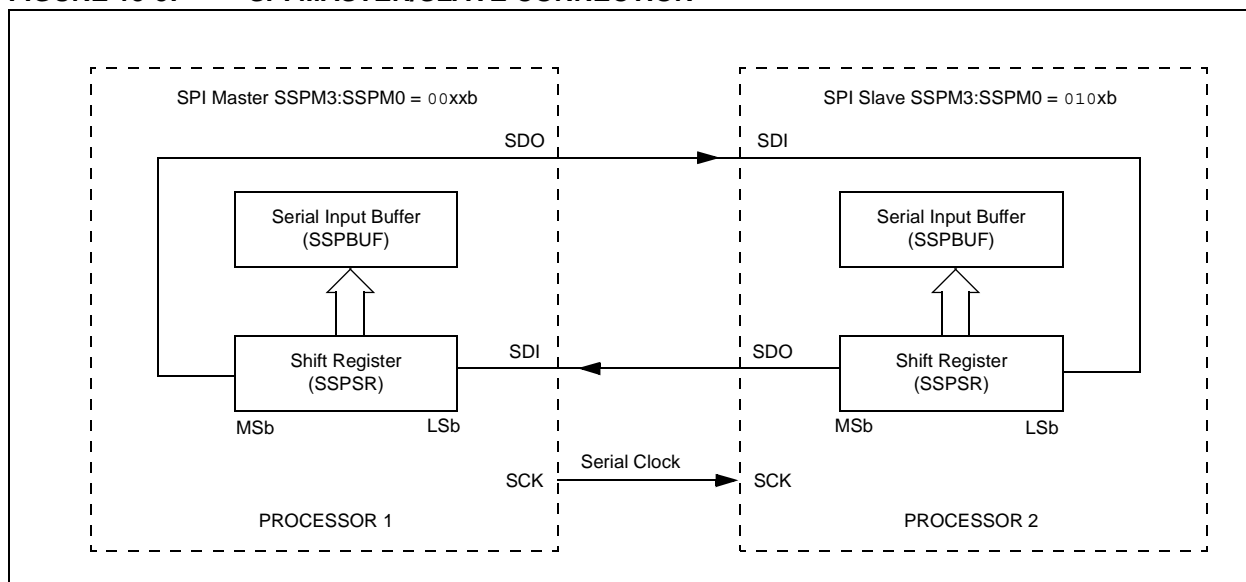 SPI Master SSPM3:SSPM0 = 00xxb
SPI Slave SSPM3:SSPM0 = 010xb
SDO
SDI
Serial Input Buffer
(SSPBUF)
Serial Input Buffer
(SSPBUF)
Shift Register
(SSPSR)
SDI
SDO
Shift Register
(SSPSR)
MSb
LSb
MSb
LSb
Serial Clock
SCK
SCK
PROCESSOR 1
PROCESSOR 2